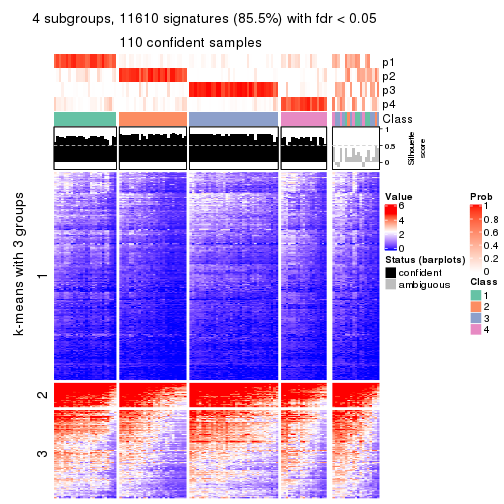 4 subgroups, 11610 signatures (85.5%) with fdr < 0.05
110 confident samples
p1
p2
p3
p4
Class
1
0.5
0
Silhouette
score
k-means with 3 groups
1
2
3
Value
6
4
2
0
Status (barplots)
confident
ambiguous
Prob
1
0.8
0.6
0.4
0.2
0
Class
1
2
3
4